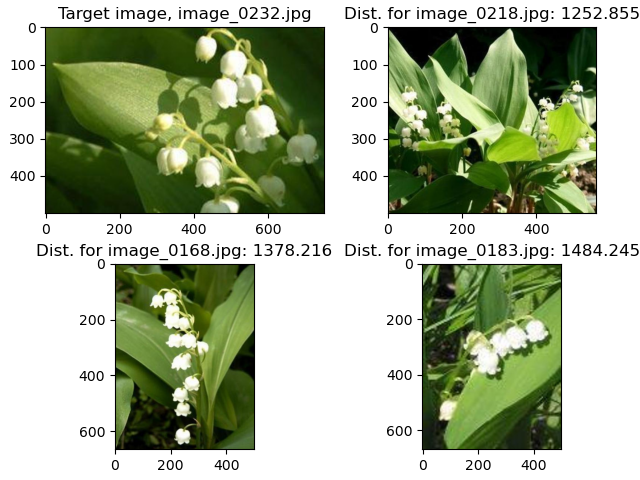 Target image, image_0232.jpg
Dist. for image_0218.jpg: 1252.855
0
100
200
300
400
0 200 400 600
0
100
200
300
400
0 200 400
Dist. for image_0168.jpg: 1378.216
Dist. for image_0183.jpg: 1484.245
0
200
400
600
0 200 400
0
200
400
600
0 200 400